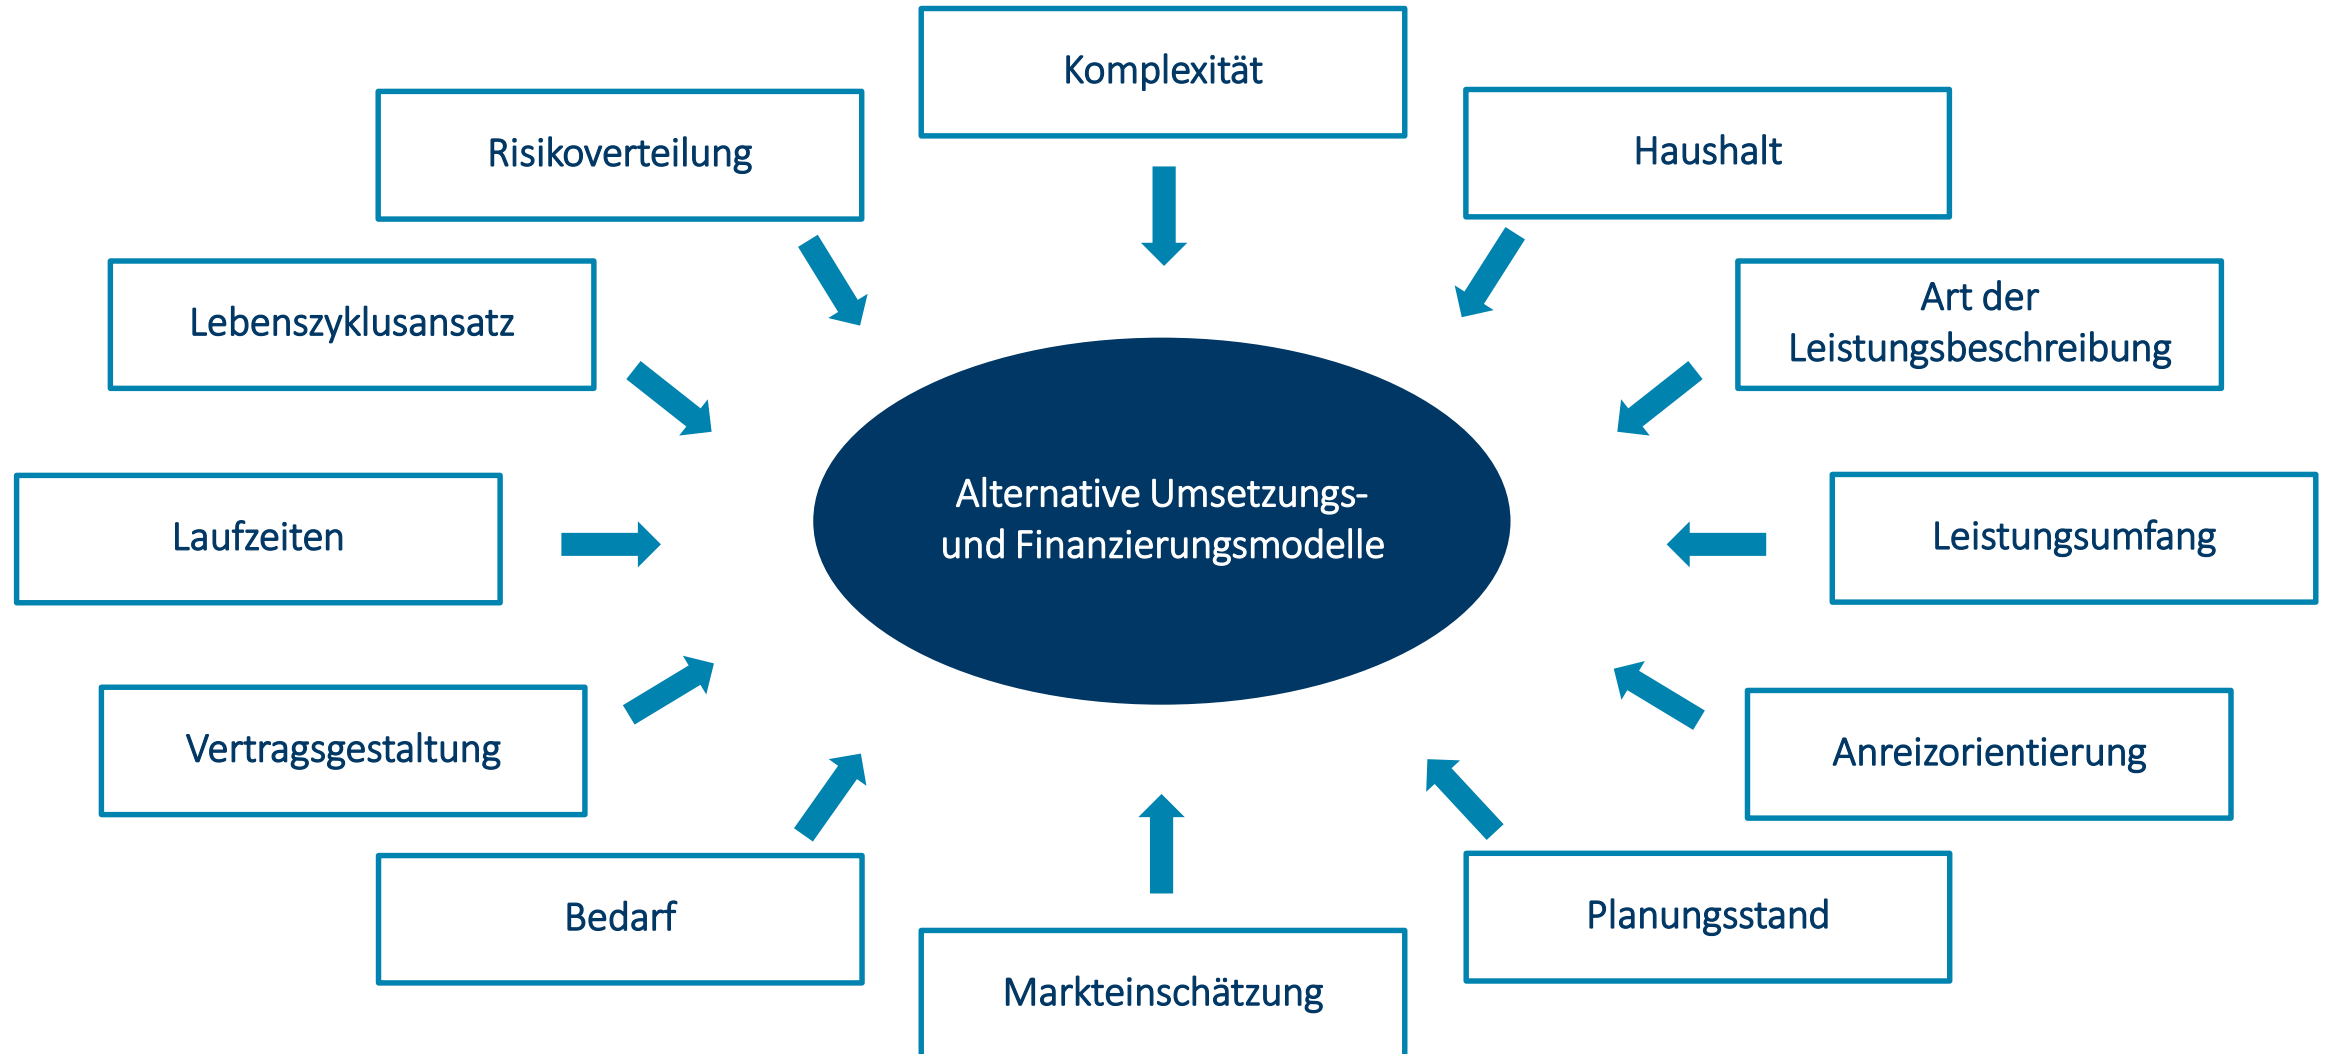 Komplexität
Risikoverteilung
Haushalt
Lebenszyklusansatz
Art der
Leistungsbeschreibung
Alternative Umsetzungs-
und Finanzierungsmodelle
Laufzeiten
Leistungsumfang
Vertragsgestaltung
Anreizorientierung
Bedarf
Planungsstand
Markteinschätzung